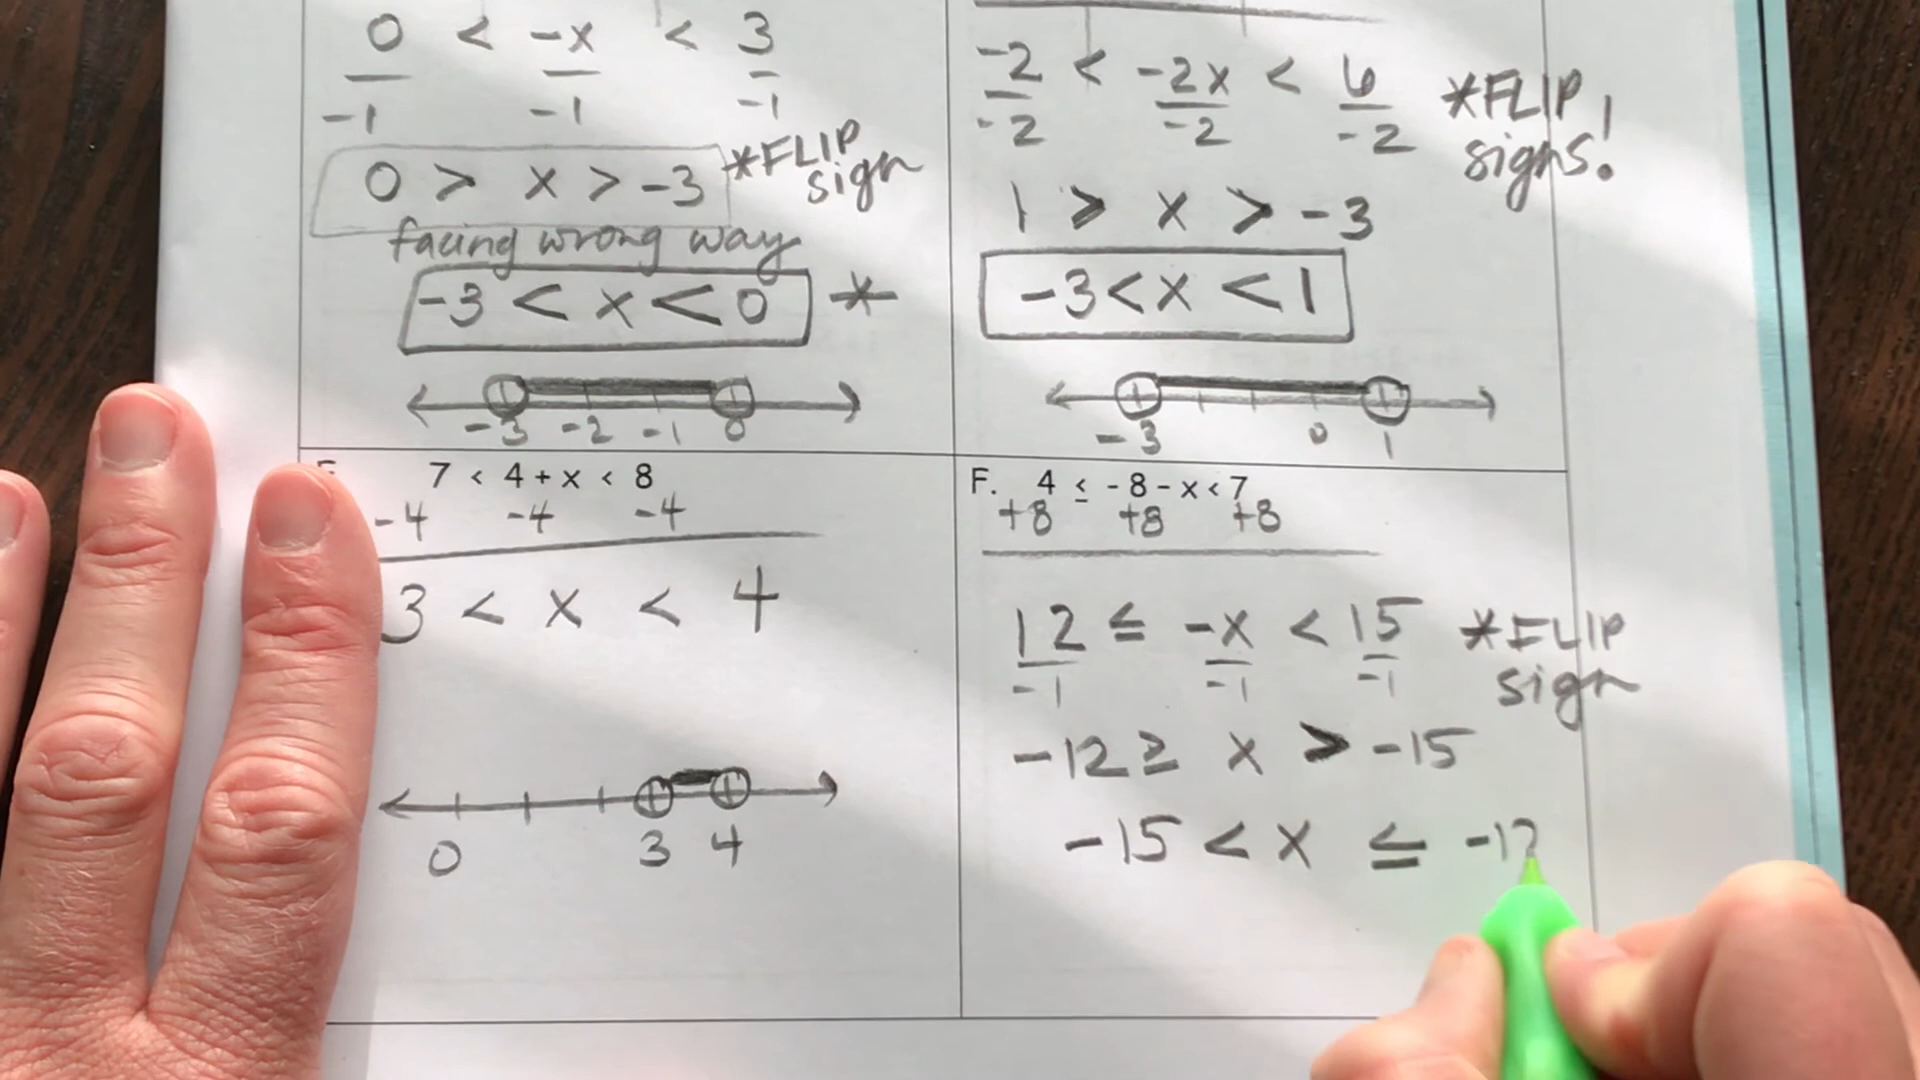 0 < -x < 3
-1 -1 -1
0 > x > -3 *FLIP sign
facing wrong way
-3 < x < 0 *
-3 -2 -1 0
-2 < -2x < 6 *FLIP signs!
-2 -2 -2
1 > x > -3
-3 < x < 1
-3 0 1
7 < 4 + x < 8
-4 -4 -4
3 < x < 4
0 3 4
F. 4 ≤ -8 - x < 7
+8 +8 +8
12 ≤ -x < 15 *FLIP sign
-1 -1 -1
-12 ≥ x > -15
-15 < x ≤ -12